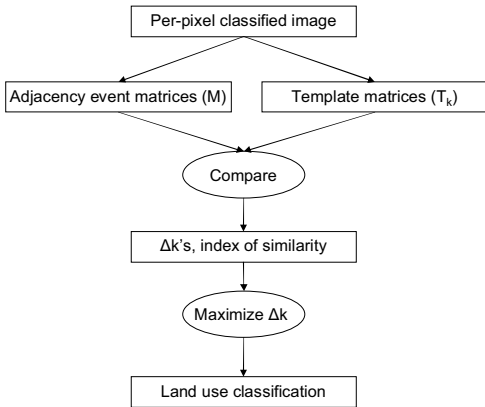 Per-pixel classified image
Adjacency event matrices (M)
Template matrices (Tₖ)
Compare
Δk's, index of similarity
Maximize Δk
Land use classification